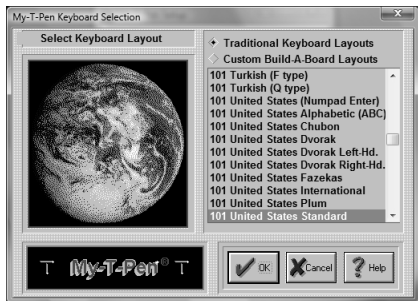 My-T-Pen Keyboard Selection
Select Keyboard Layout
Traditional Keyboard Layouts
Custom Build-A-Board Layouts
101 Turkish (F type)
101 Turkish (Q type)
101 United States (Numpad Enter)
101 United States Alphabetic (ABC)
101 United States Chubon
101 United States Dvorak
101 United States Dvorak Left-Hd.
101 United States Dvorak Right-Hd.
101 United States Fazekas
101 United States International
101 United States Plum
101 United States Standard
T My-T-Pen® T
OK
Cancel
Help